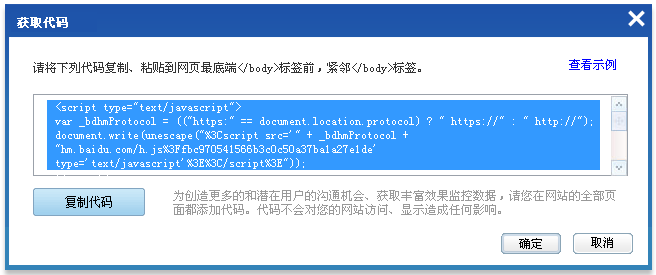 获取代码
请将下列代码复制、粘贴到网页最底端</body>标签前，紧邻</body>标签。
查看示例
<script type="text/javascript">
var _bdhmProtocol = (("https:" == document.location.protocol) ? " https://" : " http://");
document.write(unescape("%3Cscript src='" + _bdhmProtocol +
"hm.baidu.com/h.js%3Ffbc970541566b3c0c50a37ba1a27e1de'
type='text/javascript'%3E%3C/script%3E"));
复制代码
为创造更多的和潜在用户的沟通机会、获取丰富效果监控数据，请您在网站的全部页
面都添加代码。代码不会对您的网站访问、显示造成任何影响。
确定
取消